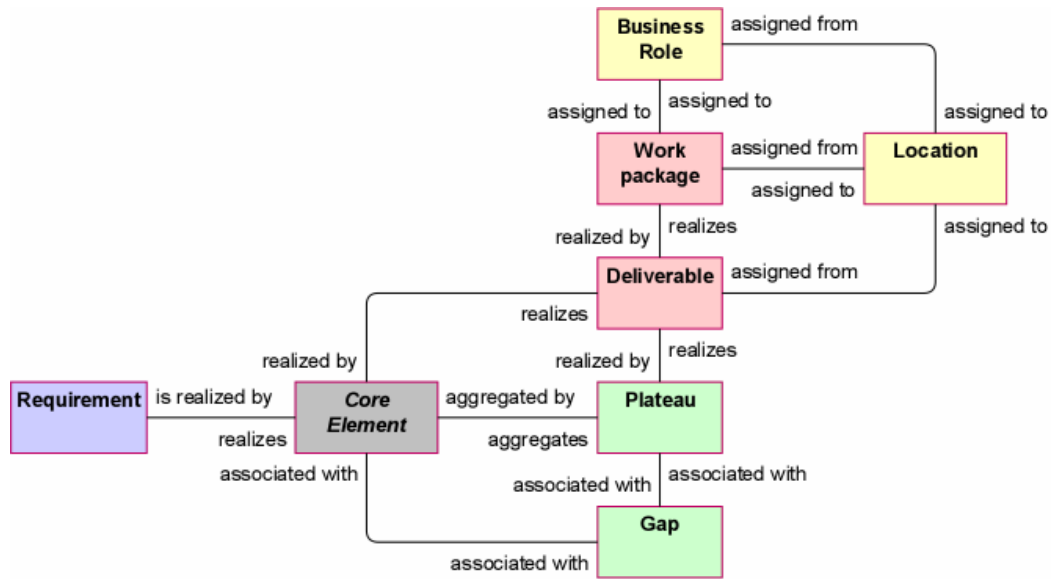 Business
Role
assigned from
assigned to
assigned to
assigned to
Work
package
assigned from
Location
assigned to
realizes
assigned to
realized by
Deliverable
assigned from
realizes
realizes
realized by
realized by
Requirement
is realized by
Core
Element
aggregated by
Plateau
realizes
aggregates
associated with
associated with
associated with
Gap
associated with